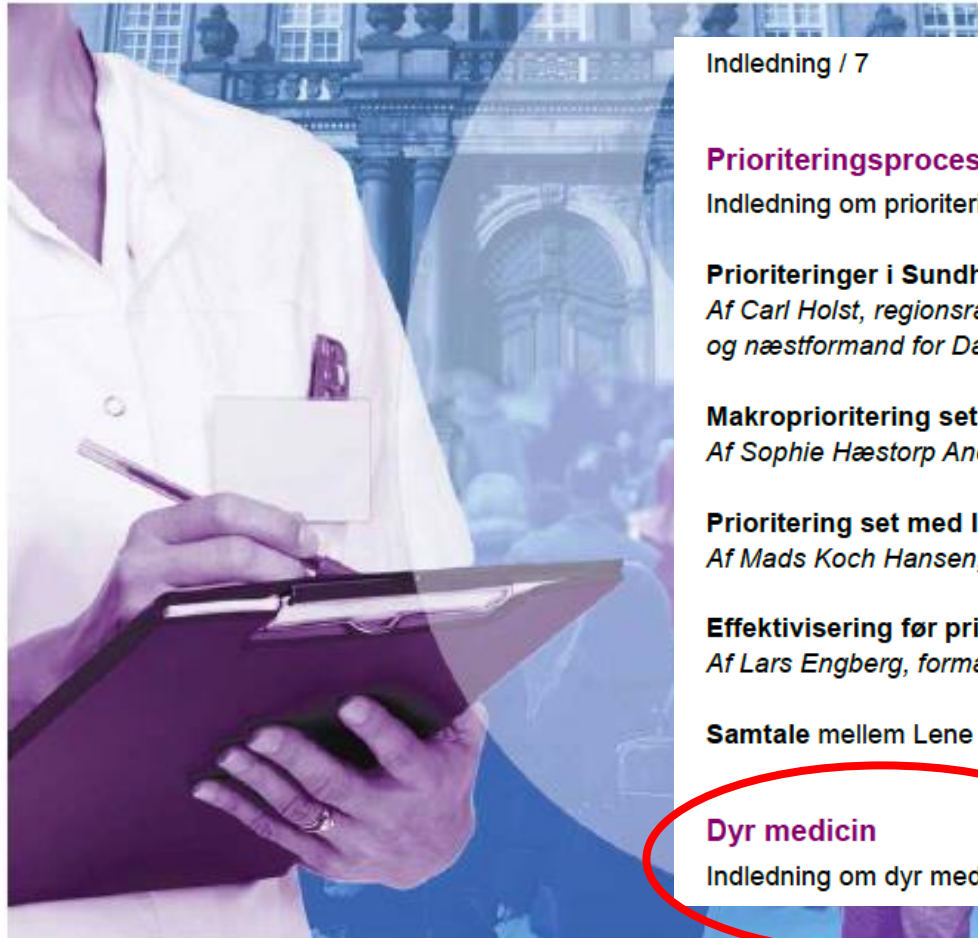 Indledning / 7
Prioriteringsproces
Indledning om prioriteri
Prioriteringer i Sundh
Af Carl Holst, regionsra
og næstformand for Da
Makroprioritering set
Af Sophie Hæstorp And
Prioritering set med l
Af Mads Koch Hansen,
Effektivisering før pri
Af Lars Engberg, forma
Samtale mellem Lene
Dyr medicin
Indledning om dyr med